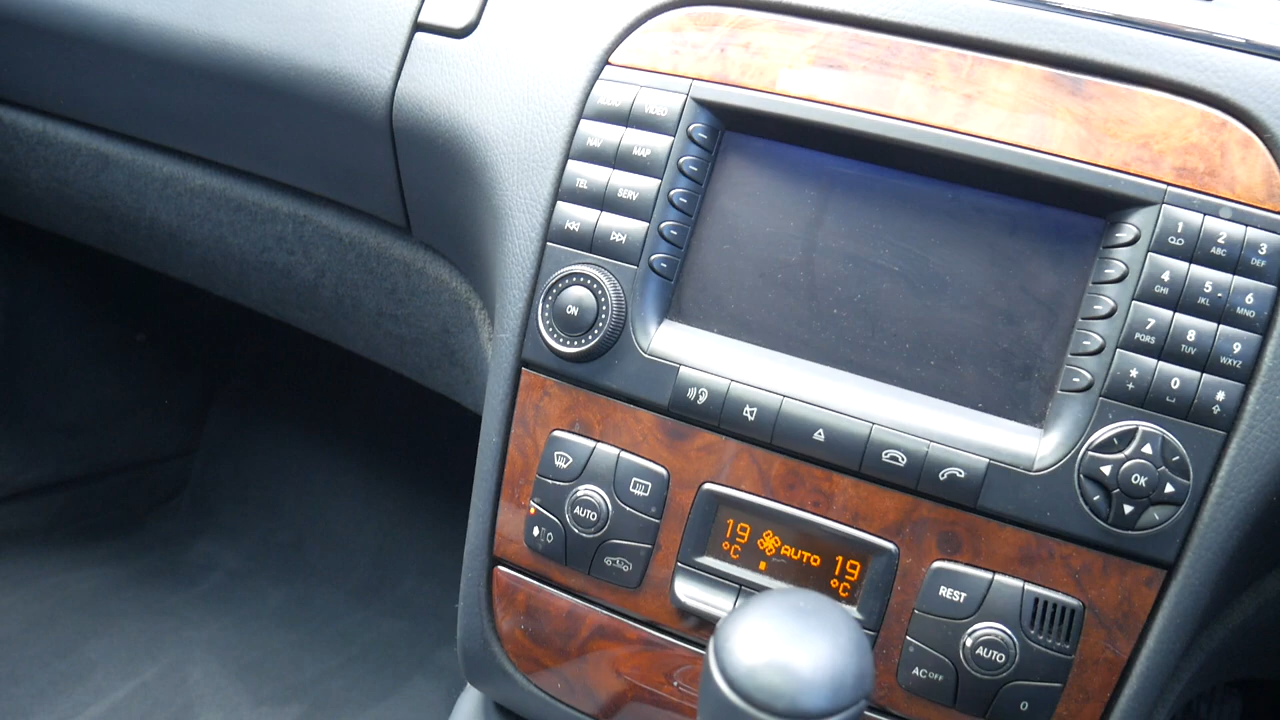 AUDIO VIDEO
NAV MAP
TEL SERV
ON
1
2 ABC
3 DEF
4 GHI
5 JKL
6 MNO
7 PQRS
8 TUV
9 WXYZ
* +
0
#
OK
AUTO
19 °C AUTO 19 °C
REST
AUTO
AC OFF
0